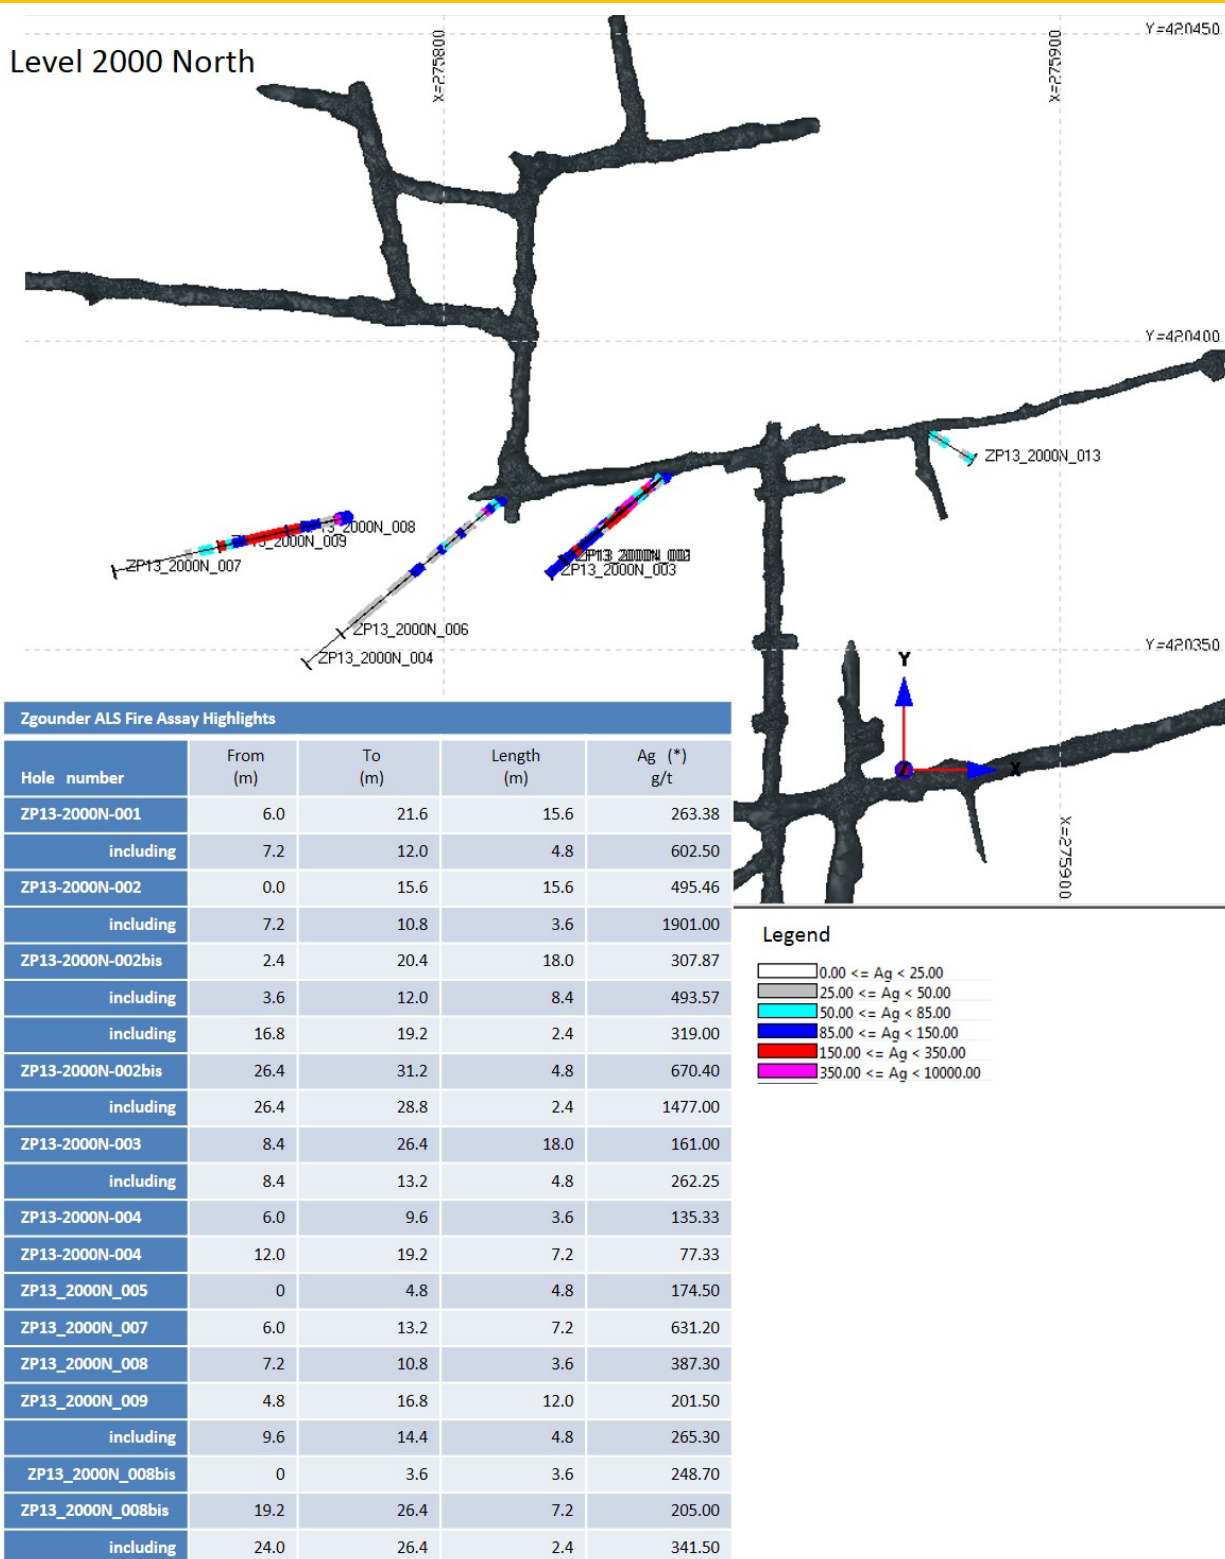 Level 2000 North
X=275800
X=275900
Y=420450
Y=420400
ZP13_2000N_013
2000N_008
2000N_009
ZP13_2000N_007
ZP13_2000N_003
ZP13_2000N_006
ZP13_2000N_004
Y=420350
Y
X
X=275900
Zgounder ALS Fire Assay Highlights
Hole number From (m) To (m) Length (m) Ag (*) g/t
ZP13-2000N-001 6.0 21.6 15.6 263.38
including 7.2 12.0 4.8 602.50
ZP13-2000N-002 0.0 15.6 15.6 495.46
including 7.2 10.8 3.6 1901.00
ZP13-2000N-002bis 2.4 20.4 18.0 307.87
including 3.6 12.0 8.4 493.57
including 16.8 19.2 2.4 319.00
ZP13-2000N-002bis 26.4 31.2 4.8 670.40
including 26.4 28.8 2.4 1477.00
ZP13-2000N-003 8.4 26.4 18.0 161.00
including 8.4 13.2 4.8 262.25
ZP13-2000N-004 6.0 9.6 3.6 135.33
ZP13-2000N-004 12.0 19.2 7.2 77.33
ZP13_2000N_005 0 4.8 4.8 174.50
ZP13_2000N_007 6.0 13.2 7.2 631.20
ZP13_2000N_008 7.2 10.8 3.6 387.30
ZP13_2000N_009 4.8 16.8 12.0 201.50
including 9.6 14.4 4.8 265.30
ZP13_2000N_008bis 0 3.6 3.6 248.70
ZP13_2000N_008bis 19.2 26.4 7.2 205.00
including 24.0 26.4 2.4 341.50
Legend
0.00 <= Ag < 25.00
25.00 <= Ag < 50.00
50.00 <= Ag < 85.00
85.00 <= Ag < 150.00
150.00 <= Ag < 350.00
350.00 <= Ag < 10000.00